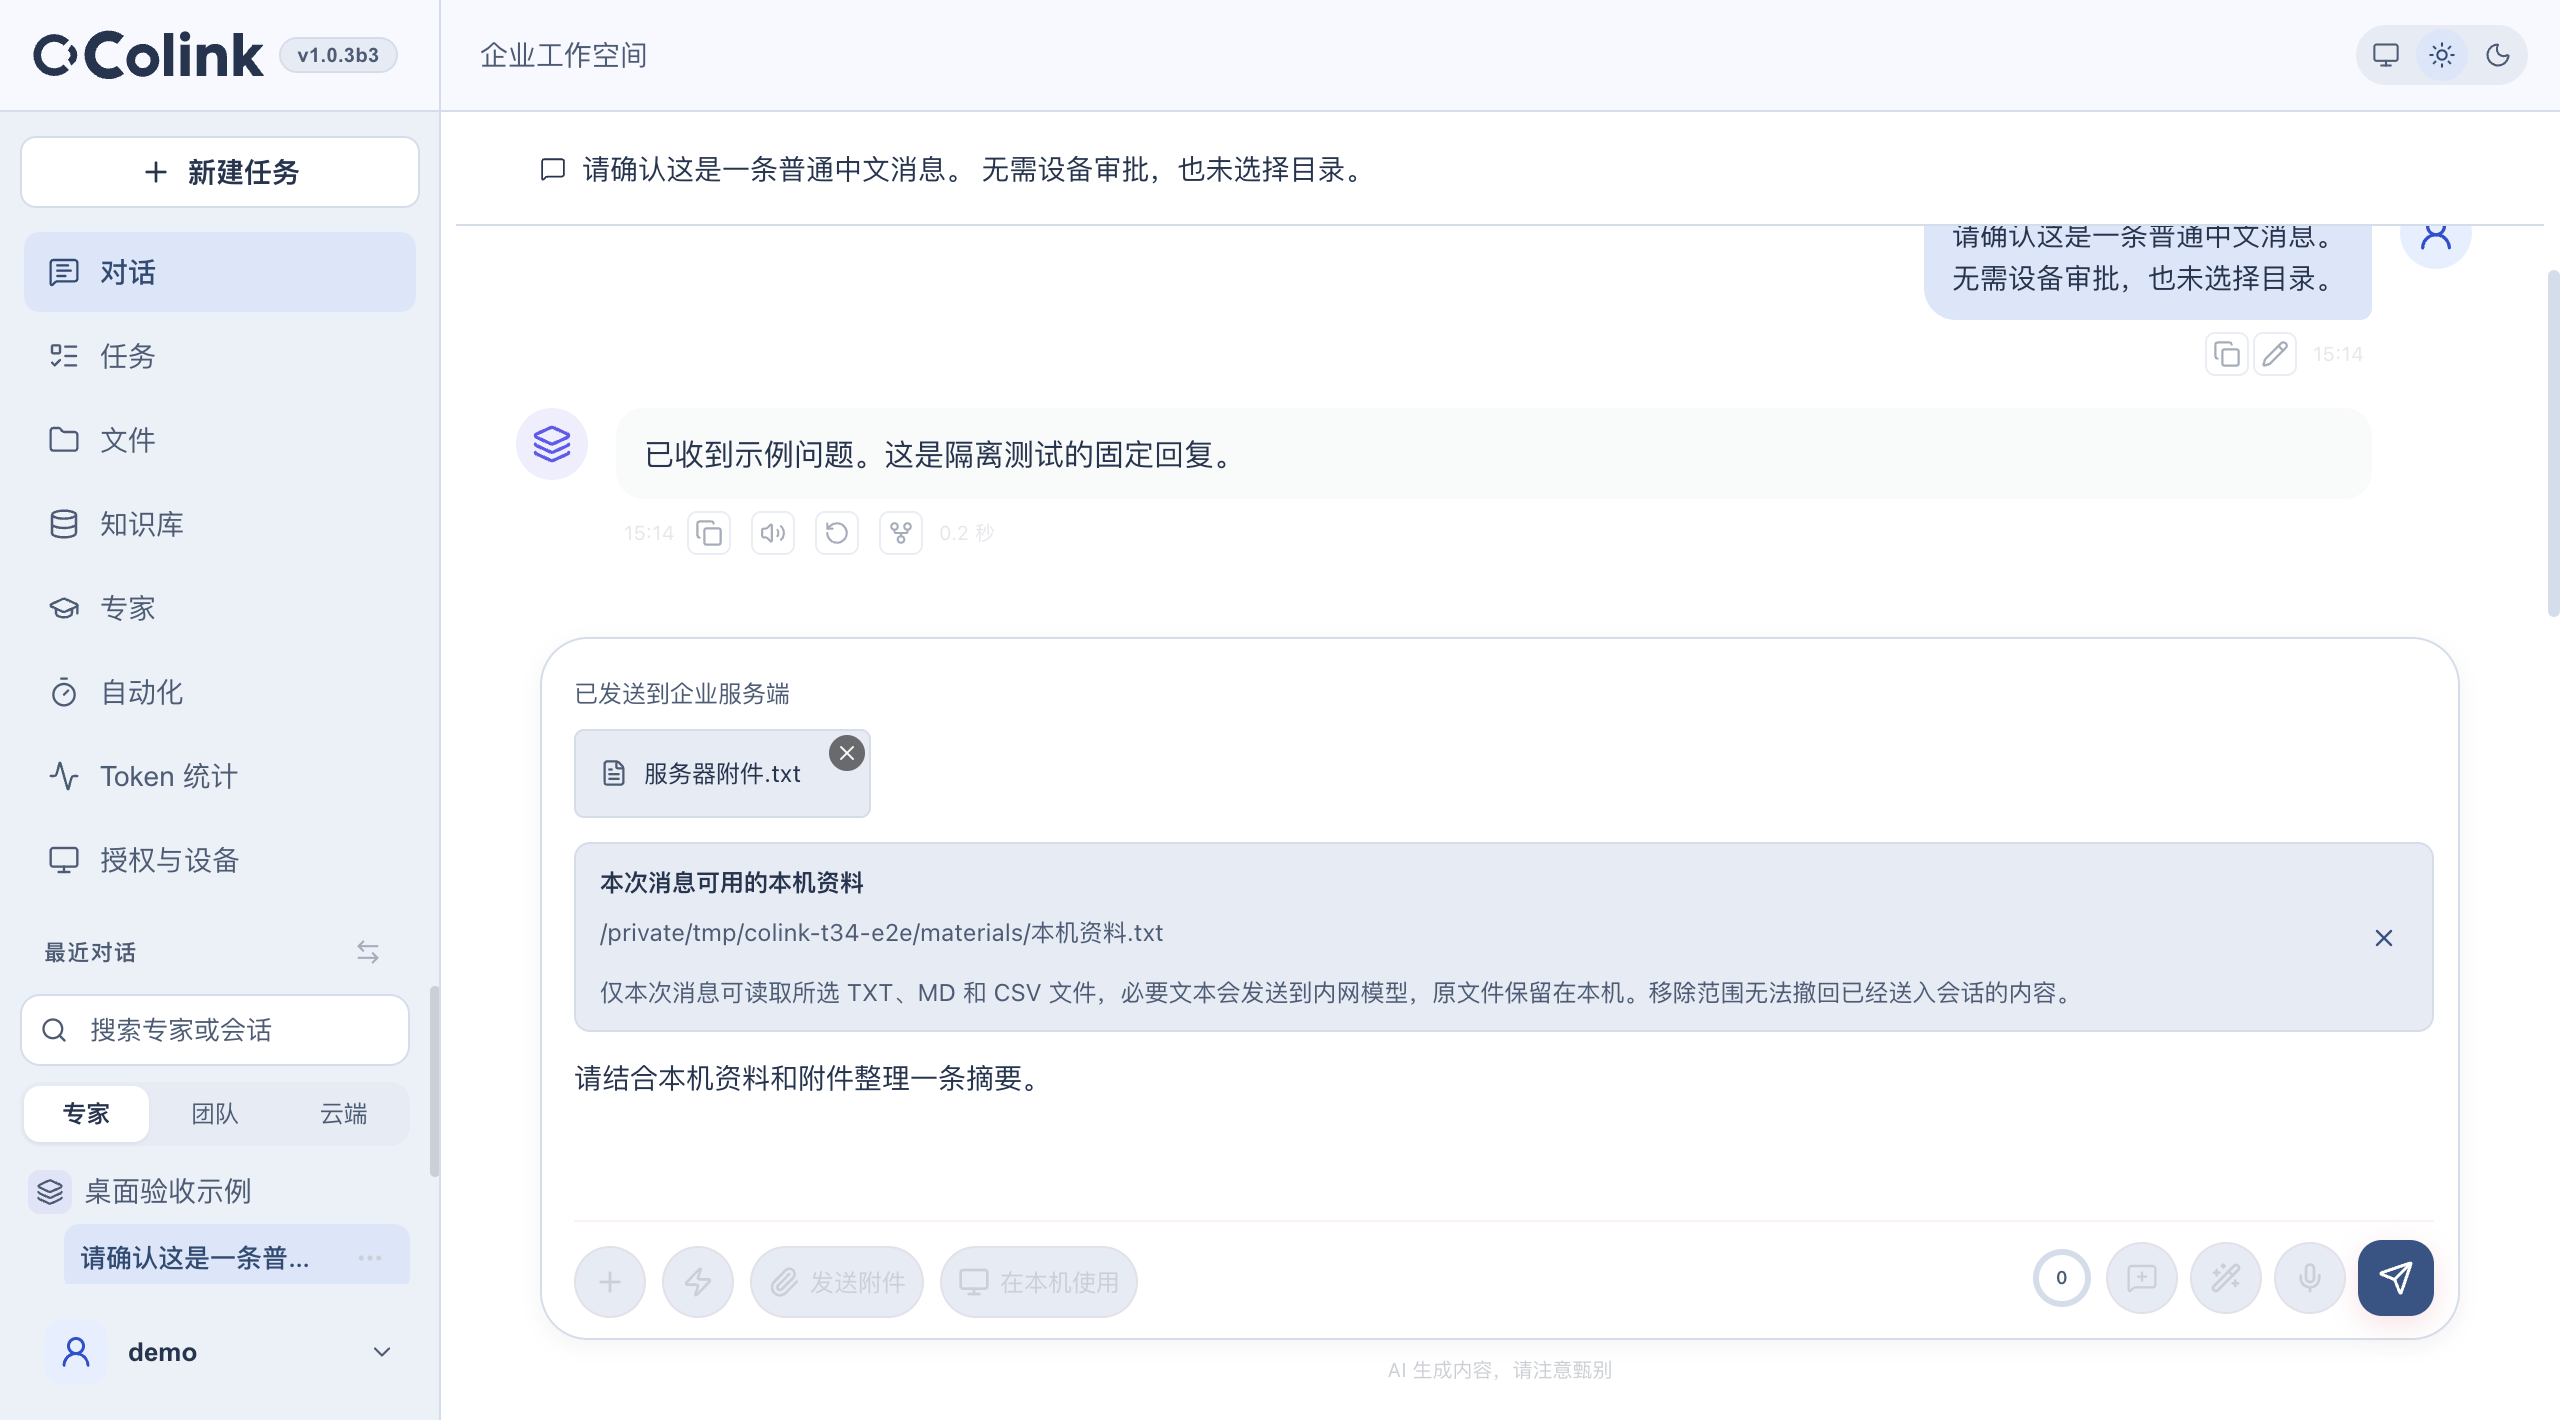 Colink
v1.0.3b3
企业工作空间
新建任务
对话
任务
文件
知识库
专家
自动化
Token 统计
授权与设备
最近对话
搜索专家或会话
专家
团队
云端
桌面验收示例
请确认这是一条普...
demo
请确认这是一条普通中文消息。 无需设备审批，也未选择目录。
请确认这是一条普通中文消息。
无需设备审批，也未选择目录。
15:14
已收到示例问题。这是隔离测试的固定回复。
15:14
0.2 秒
已发送到企业服务端
服务器附件.txt
本次消息可用的本机资料
/private/tmp/colink-t34-e2e/materials/本机资料.txt
仅本次消息可读取所选 TXT、MD 和 CSV 文件，必要文本会发送到内网模型，原文件保留在本机。移除范围无法撤回已经送入会话的内容。
请结合本机资料和附件整理一条摘要。
发送附件
在本机使用
0
AI 生成内容，请注意甄别